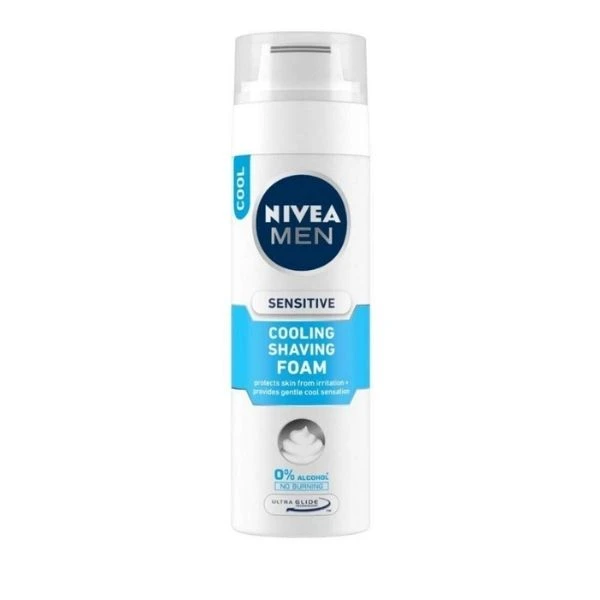 COOL
NIVEA
MEN
SENSITIVE
COOLING
SHAVING
FOAM
protects skin from irritation +
provides gentle cool sensation
0% ALCOHOL*
NO BURNING
ULTRA GLIDE